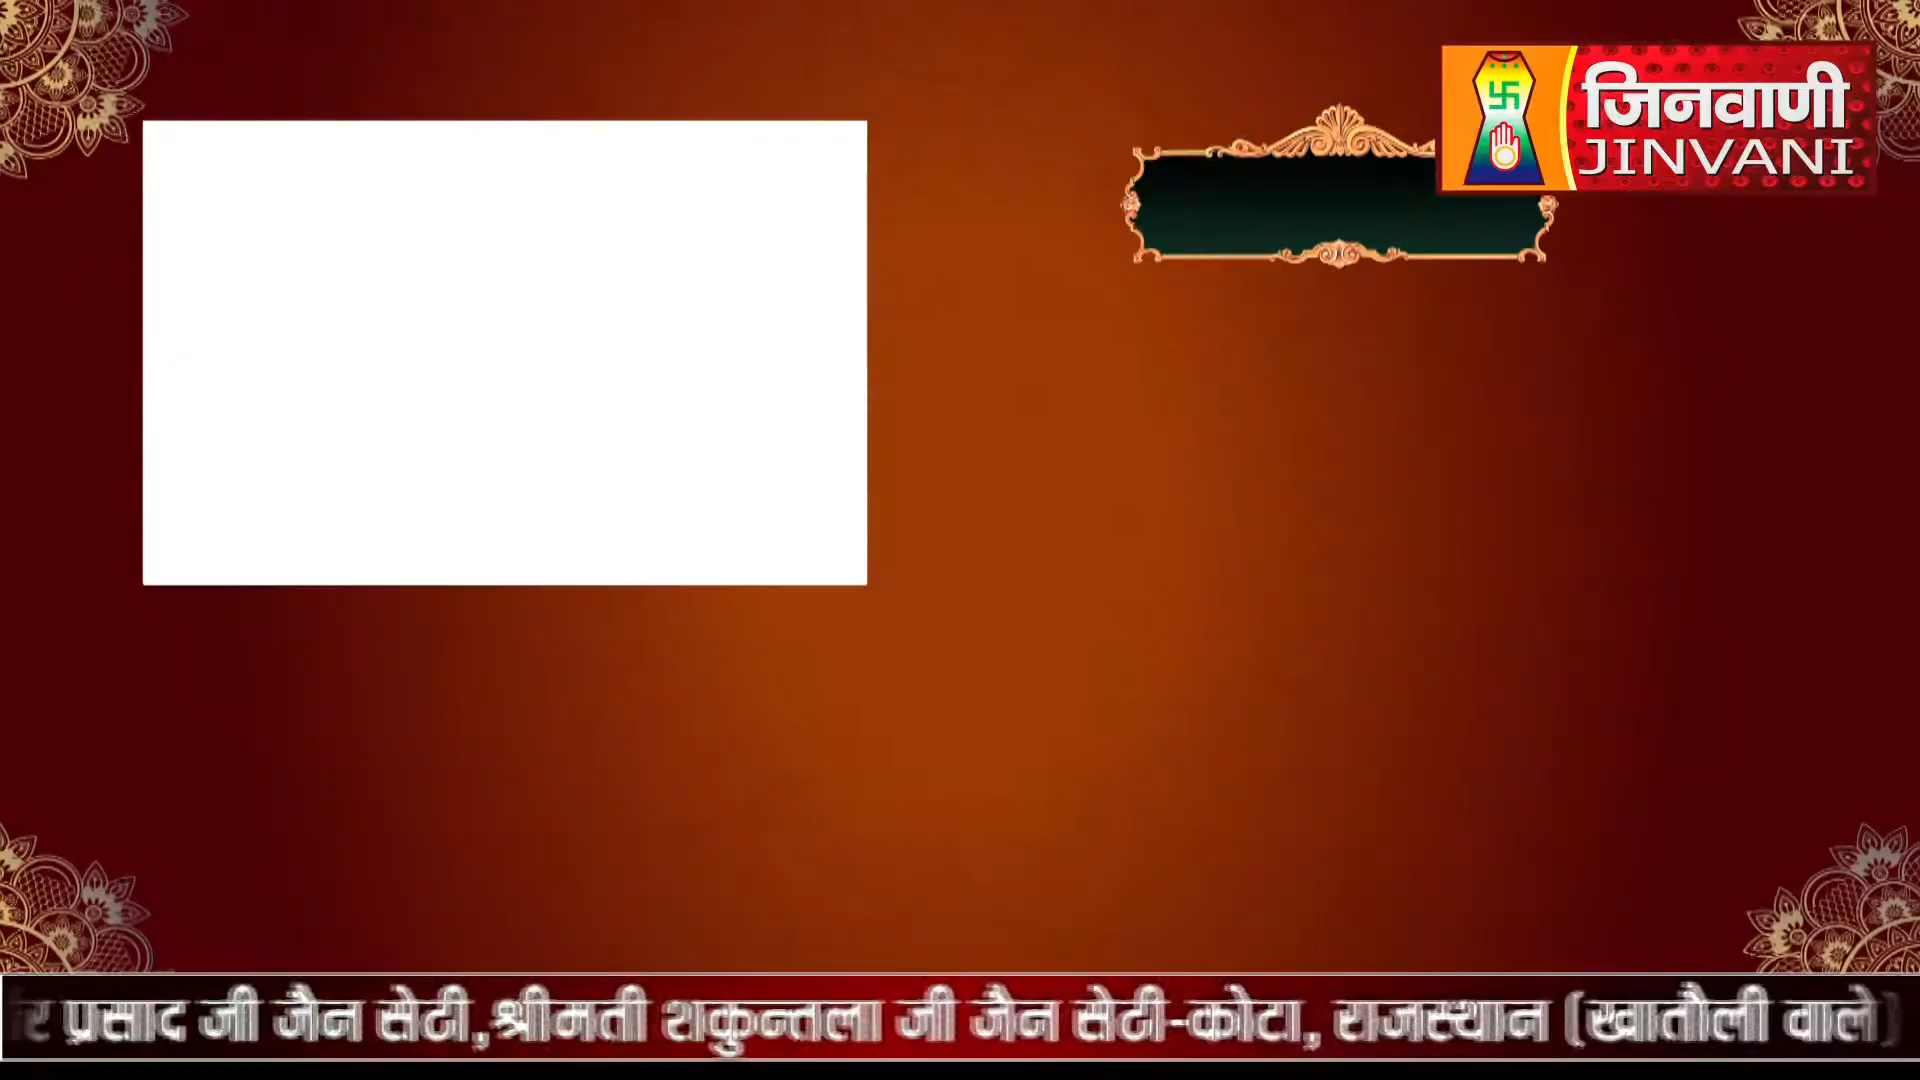 जिनवाणी
JINVANI
प्रसाद जी जैन सेठी,श्रीमती शकुन्तला जी जैन सेठी-कोटा, राजस्थान (खातौली वाले)